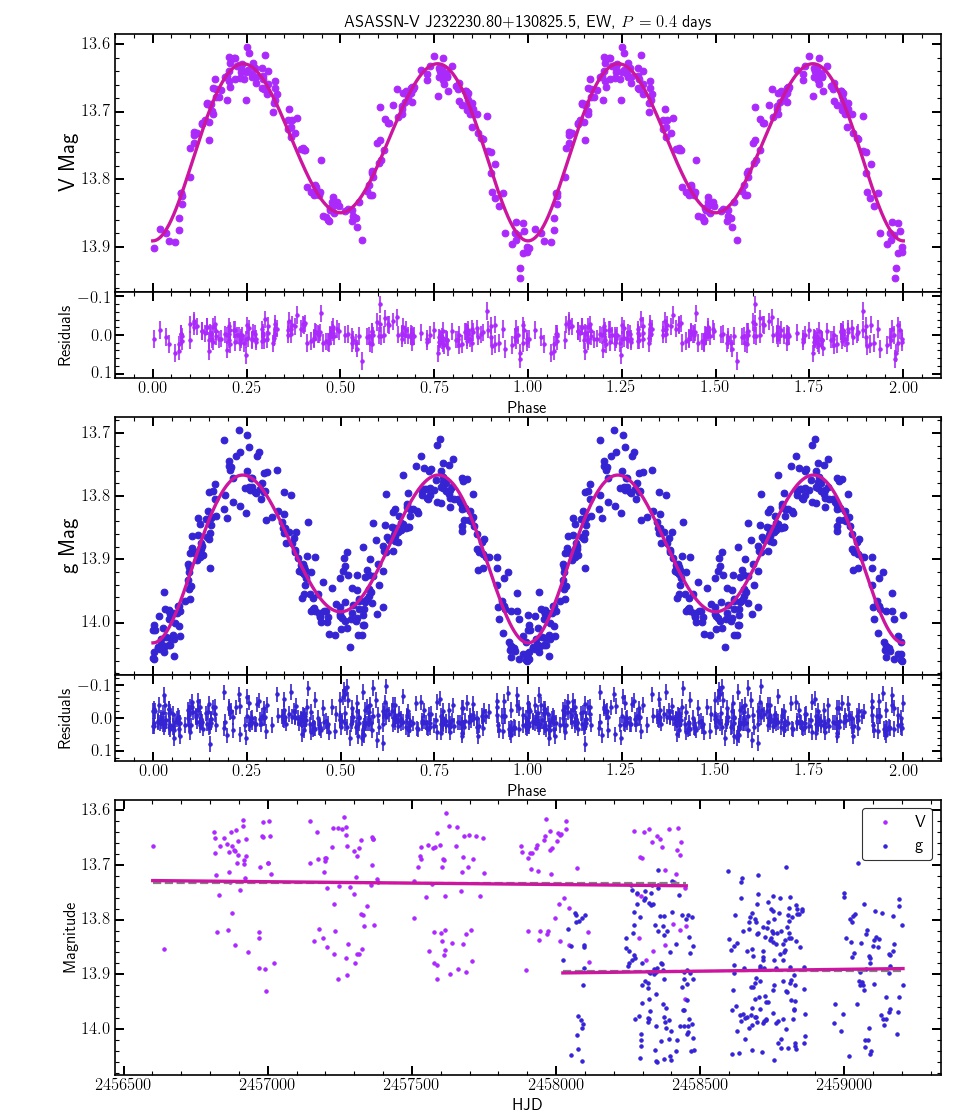 ASASSN-V J232230.80+130825.5, EW, P = 0.4 days
13.6
13.7
13.8
13.9
V Mag
−0.1
0.0
0.1
Residuals
0.00 0.25 0.50 0.75 1.00 1.25 1.50 1.75 2.00
Phase
13.7
13.8
13.9
14.0
g Mag
−0.1
0.0
0.1
Residuals
0.00 0.25 0.50 0.75 1.00 1.25 1.50 1.75 2.00
Phase
13.6
13.7
13.8
13.9
14.0
Magnitude
V
g
2456500 2457000 2457500 2458000 2458500 2459000
HJD